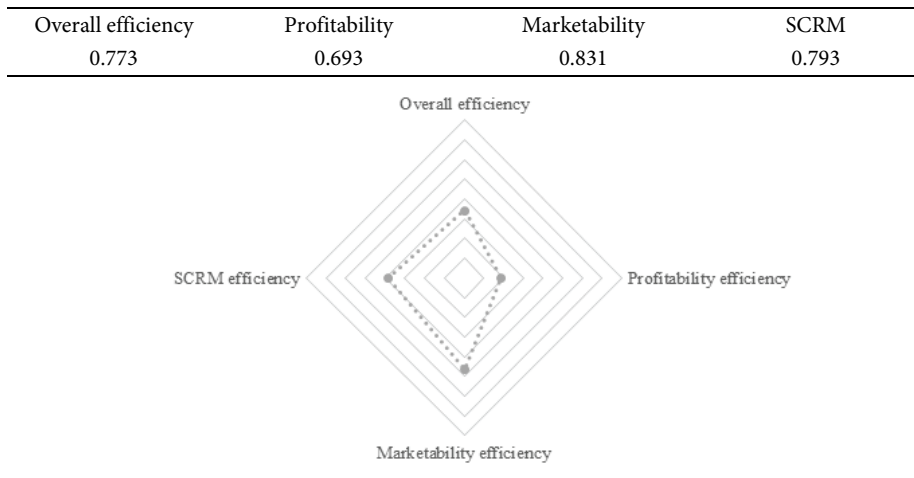 Overall efficiency Profitability Marketability SCRM
0.773 0.693 0.831 0.793
Overall efficiency
SCRM efficiency Profitability efficiency
Marketability efficiency